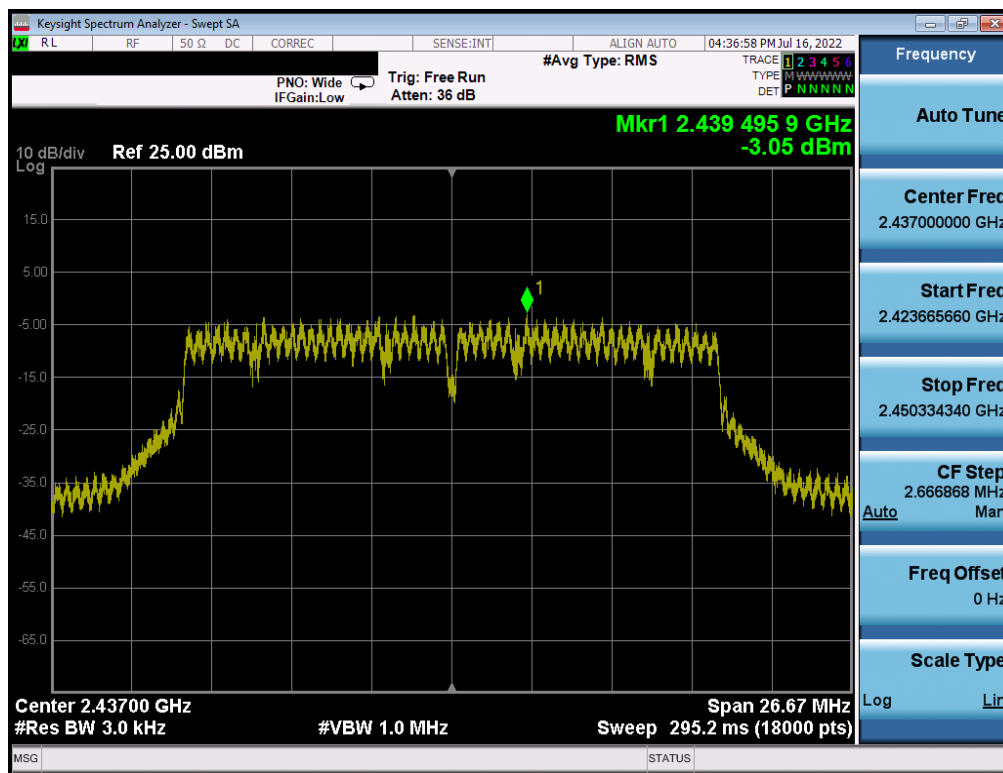 Keysight Spectrum Analyzer - Swept SA
LXI RL RF 50 Ω DC CORREC SENSE:INT ALIGN AUTO 04:36:58 PM Jul 16, 2022
#Avg Type: RMS TRACE 1 2 3 4 5 6
PNO: Wide Trig: Free Run TYPE M WWWWW
IFGain:Low Atten: 36 dB DET P N N N N N
Mkr1 2.439 495 9 GHz
-3.05 dBm
10 dB/div Ref 25.00 dBm
Log
15.0
5.00
1
-5.00
-15.0
-25.0
-35.0
-45.0
-55.0
-65.0
Center 2.43700 GHz Span 26.67 MHz
#Res BW 3.0 kHz #VBW 1.0 MHz Sweep 295.2 ms (18000 pts)
MSG STATUS
Frequency
Auto Tune
Center Freq
2.437000000 GHz
Start Freq
2.423665660 GHz
Stop Freq
2.450334340 GHz
CF Step
2.666868 MHz
Auto Man
Freq Offset
0 Hz
Scale Type
Log Lin